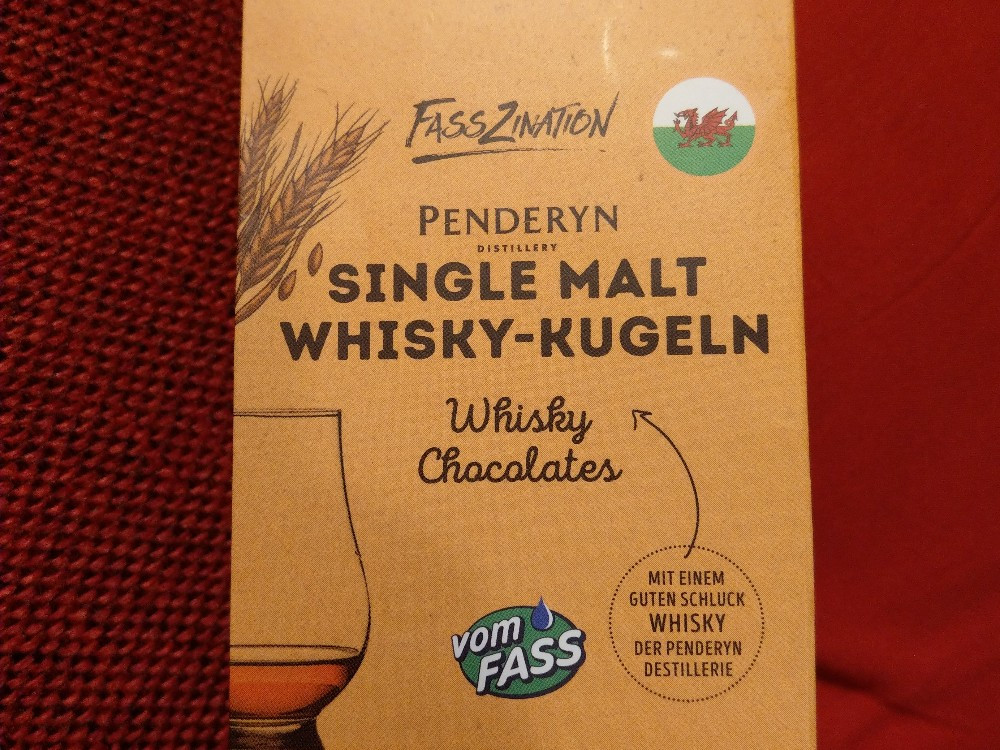 FASSZINATION
PENDERYN
DISTILLERY
SINGLE MALT
WHISKY-KUGELN
Whisky
Chocolates
MIT EINEM
GUTEN SCHLUCK
WHISKY
DER PENDERYN
DESTILLERIE
vom
FASS